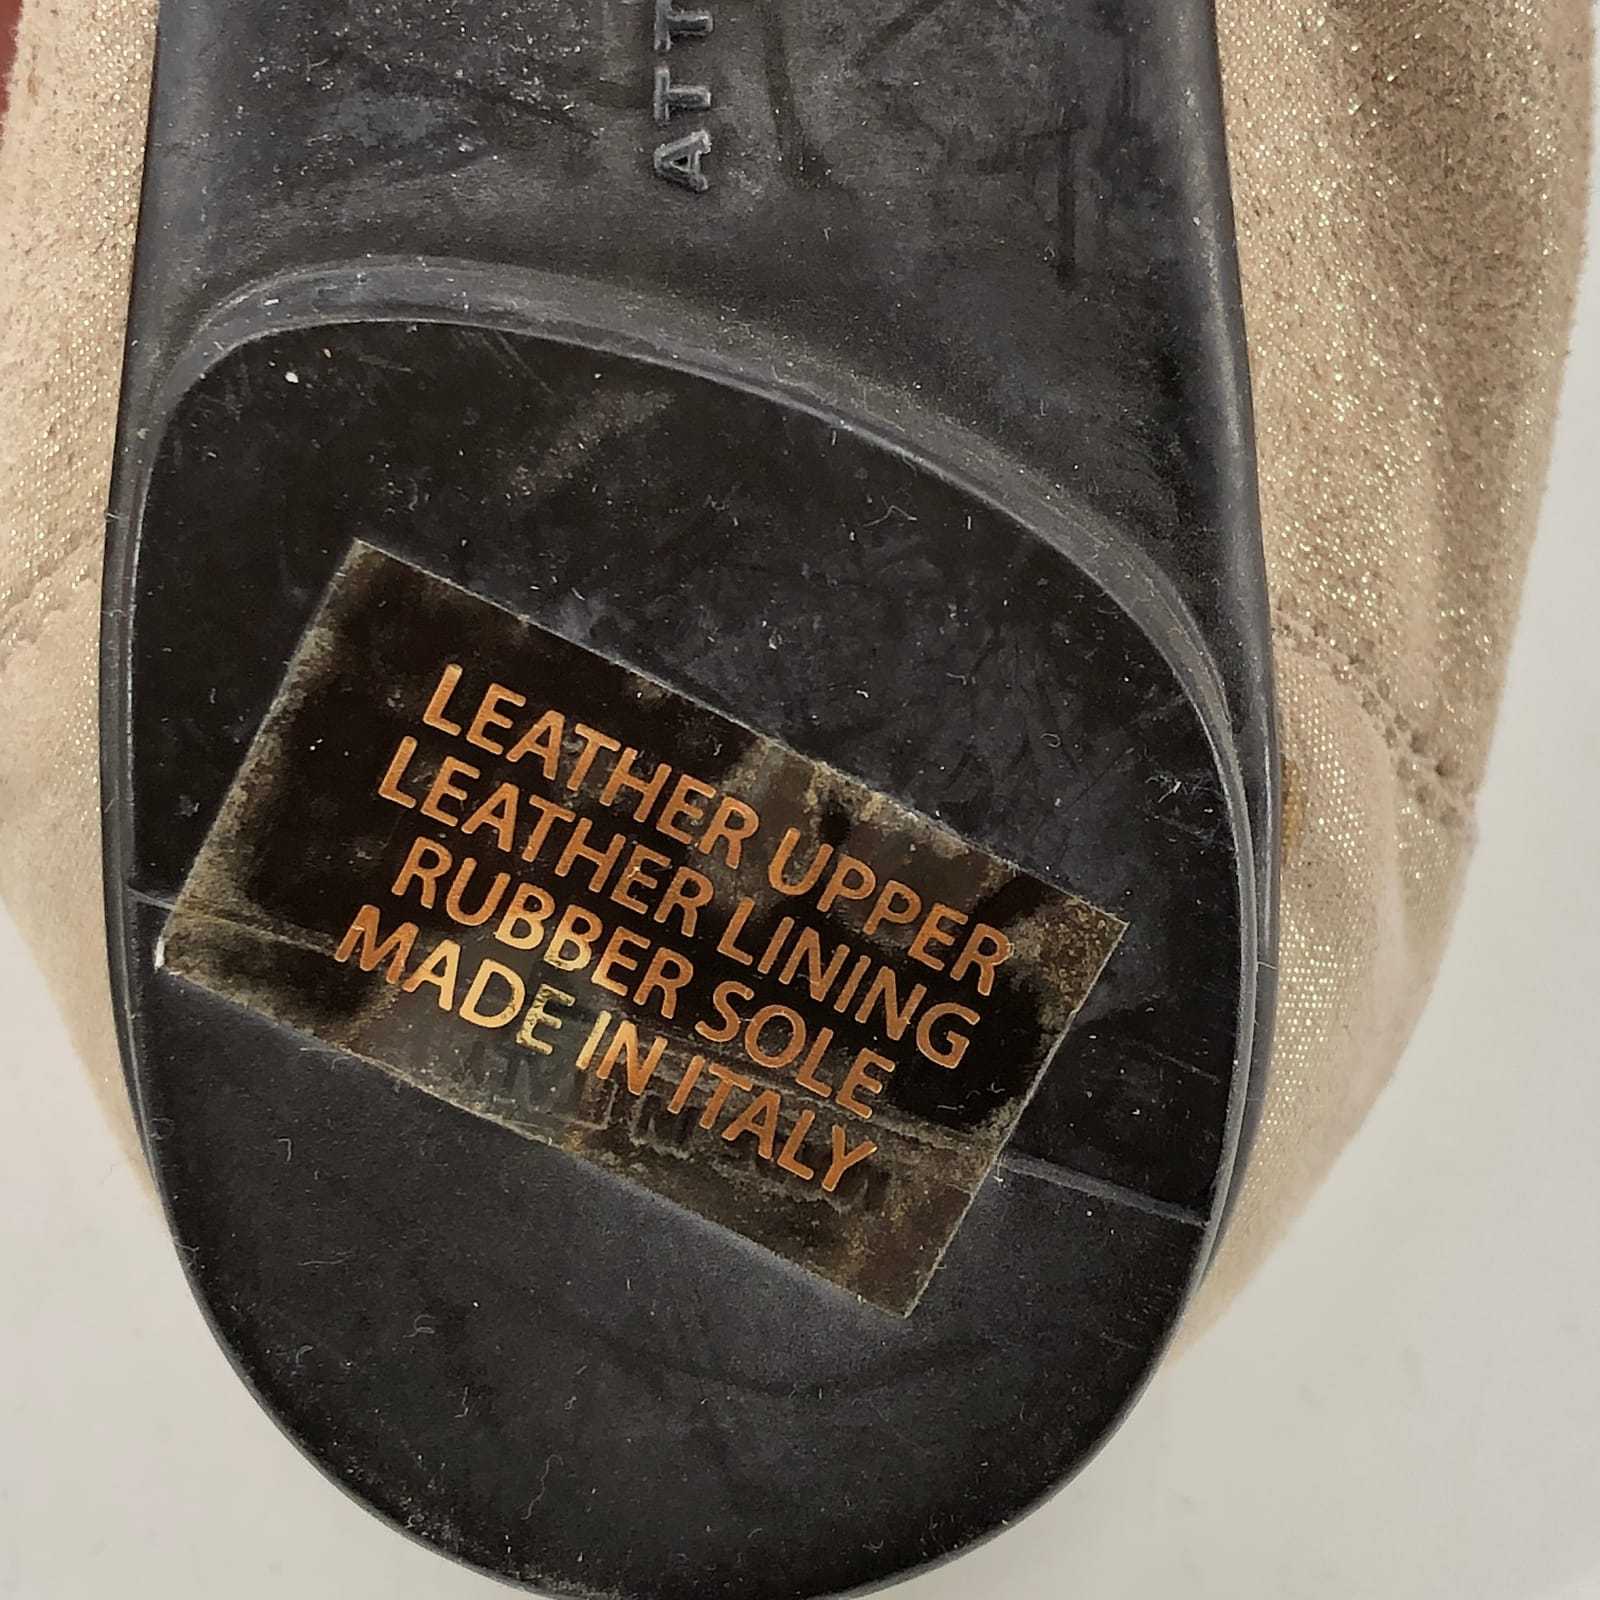 ATT
LEATHER UPPER
LEATHER LINING
RUBBER SOLE
MADE IN ITALY